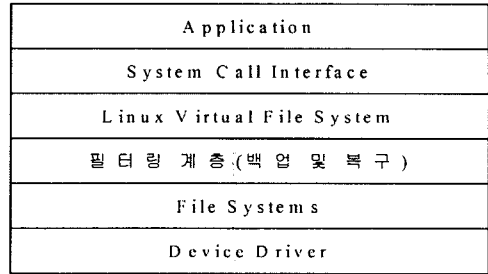 Application
System Call Interface
Linux Virtual File System
필터링 계층(백업 및 복구)
File Systems
Device Driver